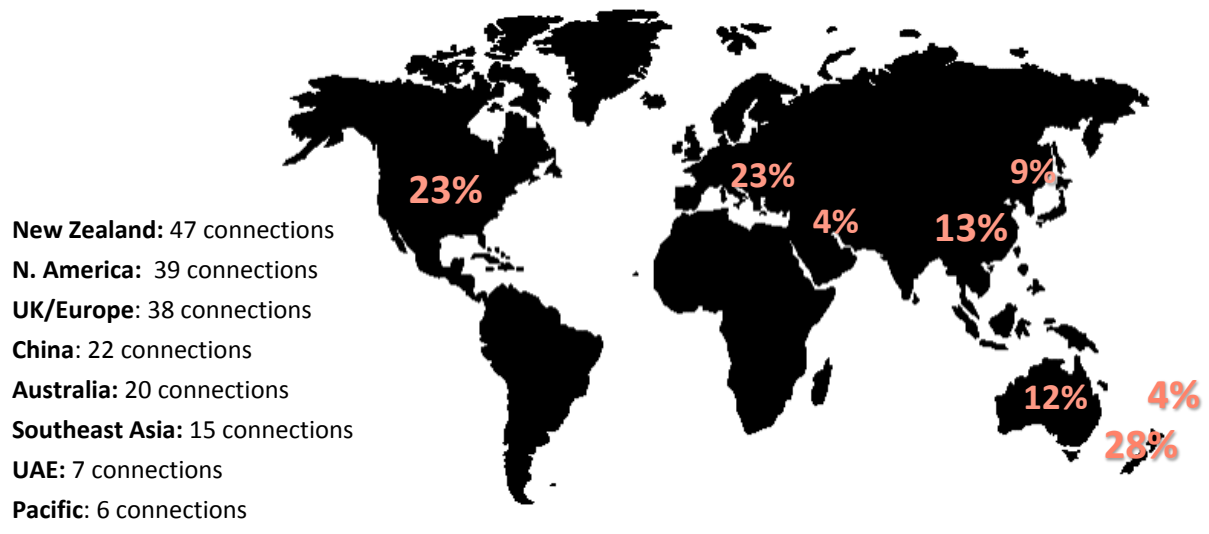 New Zealand: 47 connections
N. America: 39 connections
UK/Europe: 38 connections
China: 22 connections
Australia: 20 connections
Southeast Asia: 15 connections
UAE: 7 connections
Pacific: 6 connections
23%
23%
9%
4%
13%
12%
4%
28%